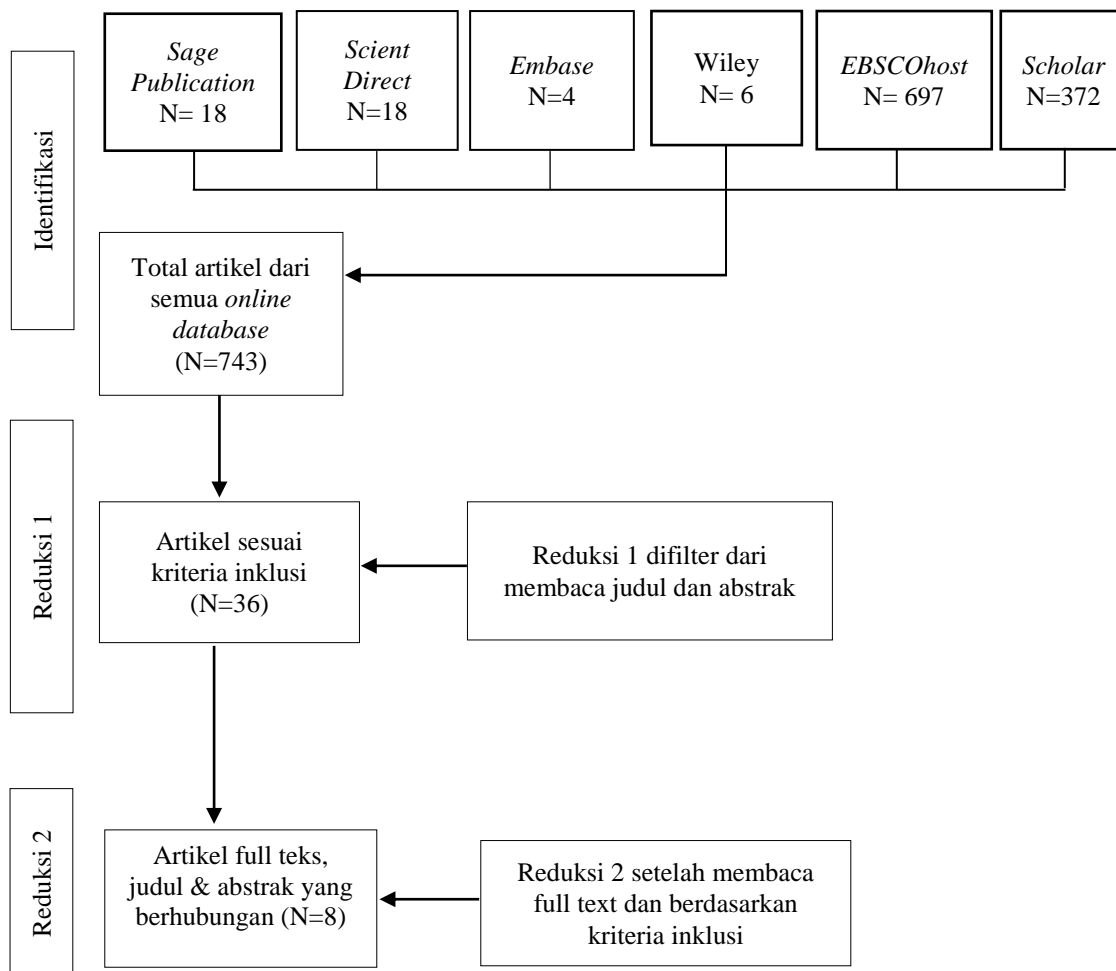 Identifikasi
Sage
Publication
N= 18
Scient
Direct
N=18
Embase
N=4
Wiley
N= 6
EBSCOhost
N= 697
Scholar
N=372
Total artikel dari
semua online
database
(N=743)
Reduksi 1
Artikel sesuai
kriteria inklusi
(N=36)
Reduksi 1 difilter dari
membaca judul dan abstrak
Reduksi 2
Artikel full teks,
judul & abstrak yang
berhubungan (N=8)
Reduksi 2 setelah membaca
full text dan berdasarkan
kriteria inklusi